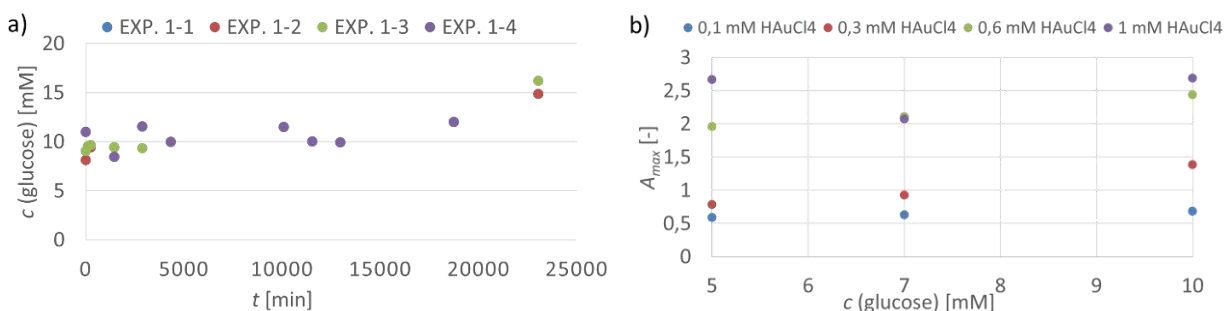 a)
EXP. 1-1 EXP. 1-2 EXP. 1-3 EXP. 1-4
20
15
10
5
0
c (glucose) [mM]
0 5000 10000 15000 20000 25000
t [min]
b)
0,1 mM HAuCl4 0,3 mM HAuCl4 0,6 mM HAuCl4 1 mM HAuCl4
3
2,5
2
1,5
1
0,5
0
Amax [-]
5 6 7 8 9 10
c (glucose) [mM]